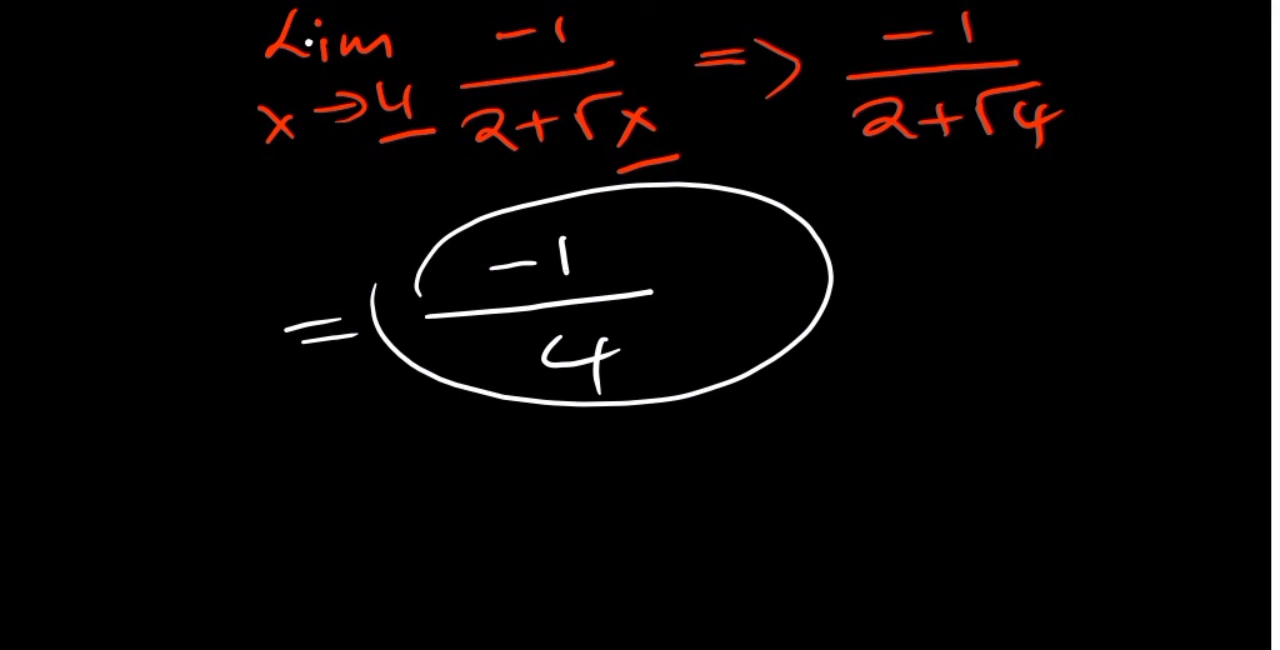 Lim x→4 -1/(2+√x) => -1/(2+√4)
= -1/4